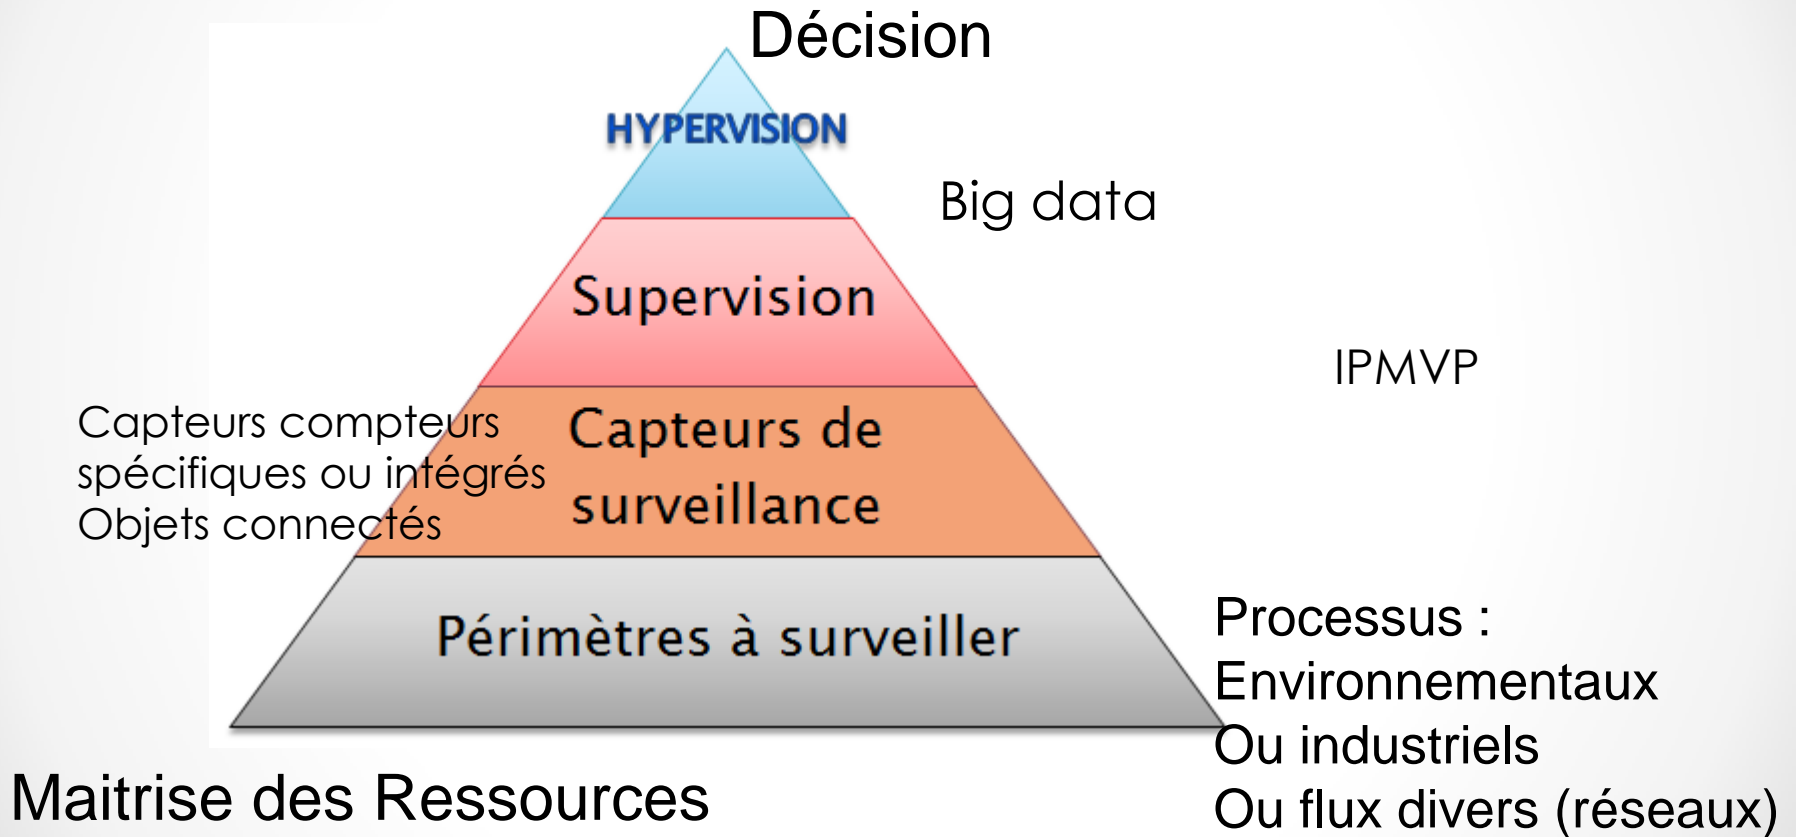 Décision
HYPERVISION
Big data
Supervision
IPMVP
Capteurs compteurs
spécifiques ou intégrés
Objets connectés
Capteurs de
surveillance
Périmètres à surveiller
Processus :
Environnementaux
Ou industriels
Ou flux divers (réseaux)
Maitrise des Ressources